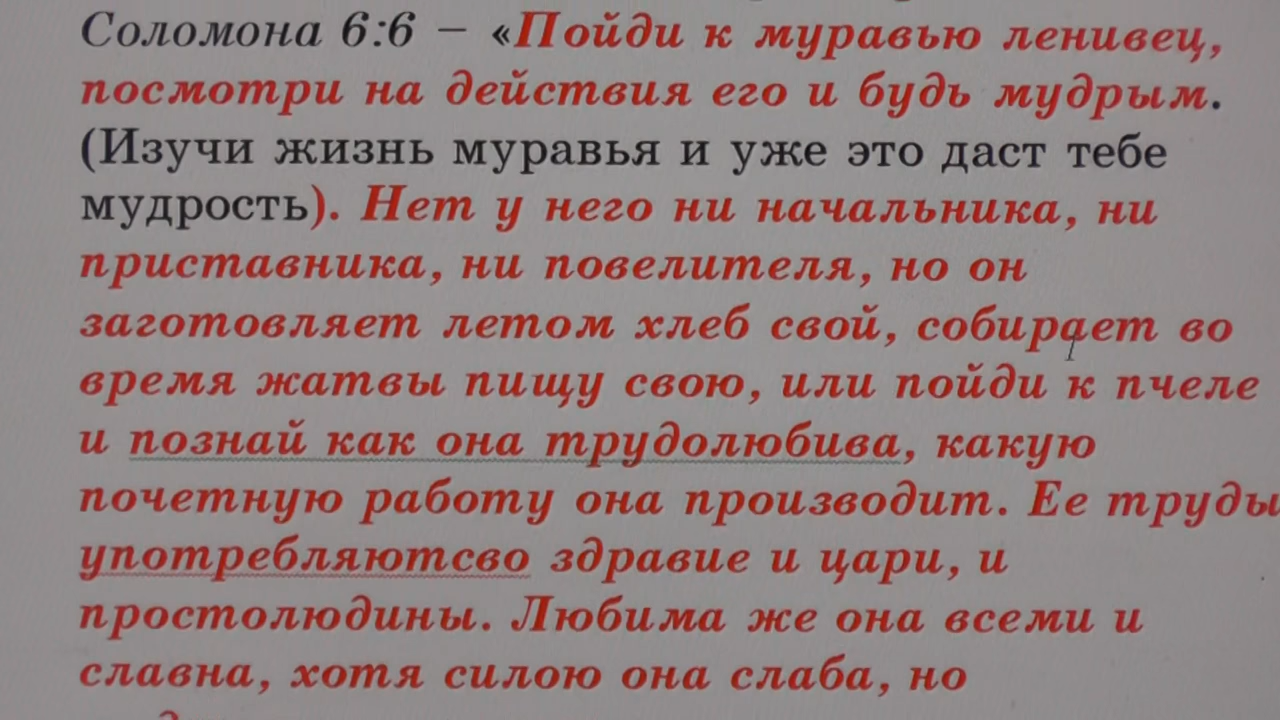 Соломона 6:6 – «Пойди к муравью ленивец,
посмотри на действия его и будь мудрым.
(Изучи жизнь муравья и уже это даст тебе
мудрость). Нет у него ни начальника, ни
приставника, ни повелителя, но он
заготовляет летом хлеб свой, собирает во
время жатвы пищу свою, или пойди к пчеле
и познай как она трудолюбива, какую
почетную работу она производит. Ее труды
употребляютсво здравие и цари, и
простолюдины. Любима же она всеми и
славна, хотя силою она слаба, но